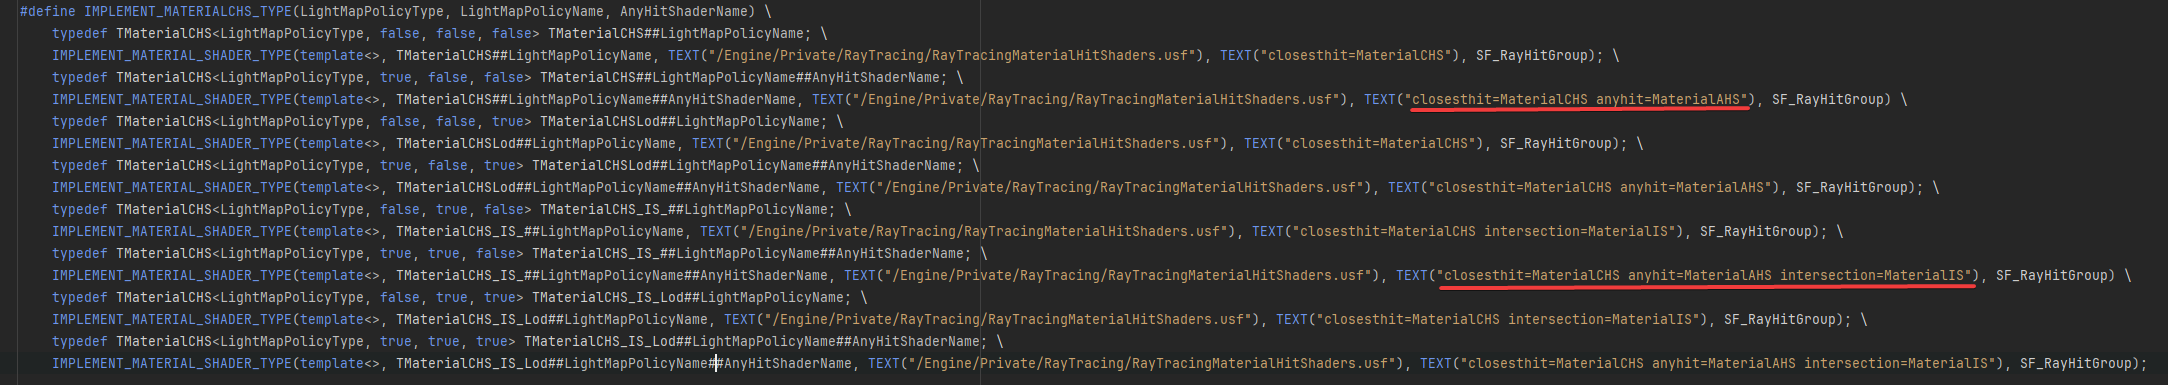 #define IMPLEMENT_MATERIALCHS_TYPE(LightMapPolicyType, LightMapPolicyName, AnyHitShaderName) \
typedef TMaterialCHS<LightMapPolicyType, false, false, false> TMaterialCHS##LightMapPolicyName; \
IMPLEMENT_MATERIAL_SHADER_TYPE(template<>, TMaterialCHS##LightMapPolicyName, TEXT("/Engine/Private/RayTracing/RayTracingMaterialHitShaders.usf"), TEXT("closesthit=MaterialCHS"), SF_RayHitGroup); \
typedef TMaterialCHS<LightMapPolicyType, true, false, false> TMaterialCHS##LightMapPolicyName##AnyHitShaderName; \
IMPLEMENT_MATERIAL_SHADER_TYPE(template<>, TMaterialCHS##LightMapPolicyName##AnyHitShaderName, TEXT("/Engine/Private/RayTracing/RayTracingMaterialHitShaders.usf"), TEXT("closesthit=MaterialCHS anyhit=MaterialAHS"), SF_RayHitGroup) \
typedef TMaterialCHS<LightMapPolicyType, false, false, true> TMaterialCHSLod##LightMapPolicyName; \
IMPLEMENT_MATERIAL_SHADER_TYPE(template<>, TMaterialCHSLod##LightMapPolicyName, TEXT("/Engine/Private/RayTracing/RayTracingMaterialHitShaders.usf"), TEXT("closesthit=MaterialCHS"), SF_RayHitGroup); \
typedef TMaterialCHS<LightMapPolicyType, true, false, true> TMaterialCHSLod##LightMapPolicyName##AnyHitShaderName; \
IMPLEMENT_MATERIAL_SHADER_TYPE(template<>, TMaterialCHSLod##LightMapPolicyName##AnyHitShaderName, TEXT("/Engine/Private/RayTracing/RayTracingMaterialHitShaders.usf"), TEXT("closesthit=MaterialCHS anyhit=MaterialAHS"), SF_RayHitGroup); \
typedef TMaterialCHS<LightMapPolicyType, false, true, false> TMaterialCHS_IS_##LightMapPolicyName; \
IMPLEMENT_MATERIAL_SHADER_TYPE(template<>, TMaterialCHS_IS_##LightMapPolicyName, TEXT("/Engine/Private/RayTracing/RayTracingMaterialHitShaders.usf"), TEXT("closesthit=MaterialCHS intersection=MaterialIS"), SF_RayHitGroup); \
typedef TMaterialCHS<LightMapPolicyType, true, true, false> TMaterialCHS_IS_##LightMapPolicyName##AnyHitShaderName; \
IMPLEMENT_MATERIAL_SHADER_TYPE(template<>, TMaterialCHS_IS_##LightMapPolicyName##AnyHitShaderName, TEXT("/Engine/Private/RayTracing/RayTracingMaterialHitShaders.usf"), TEXT("closesthit=MaterialCHS anyhit=MaterialAHS intersection=MaterialIS"), SF_RayHitGroup) \
typedef TMaterialCHS<LightMapPolicyType, false, true, true> TMaterialCHS_IS_Lod##LightMapPolicyName; \
IMPLEMENT_MATERIAL_SHADER_TYPE(template<>, TMaterialCHS_IS_Lod##LightMapPolicyName, TEXT("/Engine/Private/RayTracing/RayTracingMaterialHitShaders.usf"), TEXT("closesthit=MaterialCHS intersection=MaterialIS"), SF_RayHitGroup); \
typedef TMaterialCHS<LightMapPolicyType, true, true, true> TMaterialCHS_IS_Lod##LightMapPolicyName##AnyHitShaderName; \
IMPLEMENT_MATERIAL_SHADER_TYPE(template<>, TMaterialCHS_IS_Lod##LightMapPolicyName##AnyHitShaderName, TEXT("/Engine/Private/RayTracing/RayTracingMaterialHitShaders.usf"), TEXT("closesthit=MaterialCHS anyhit=MaterialAHS intersection=MaterialIS"), SF_RayHitGroup);